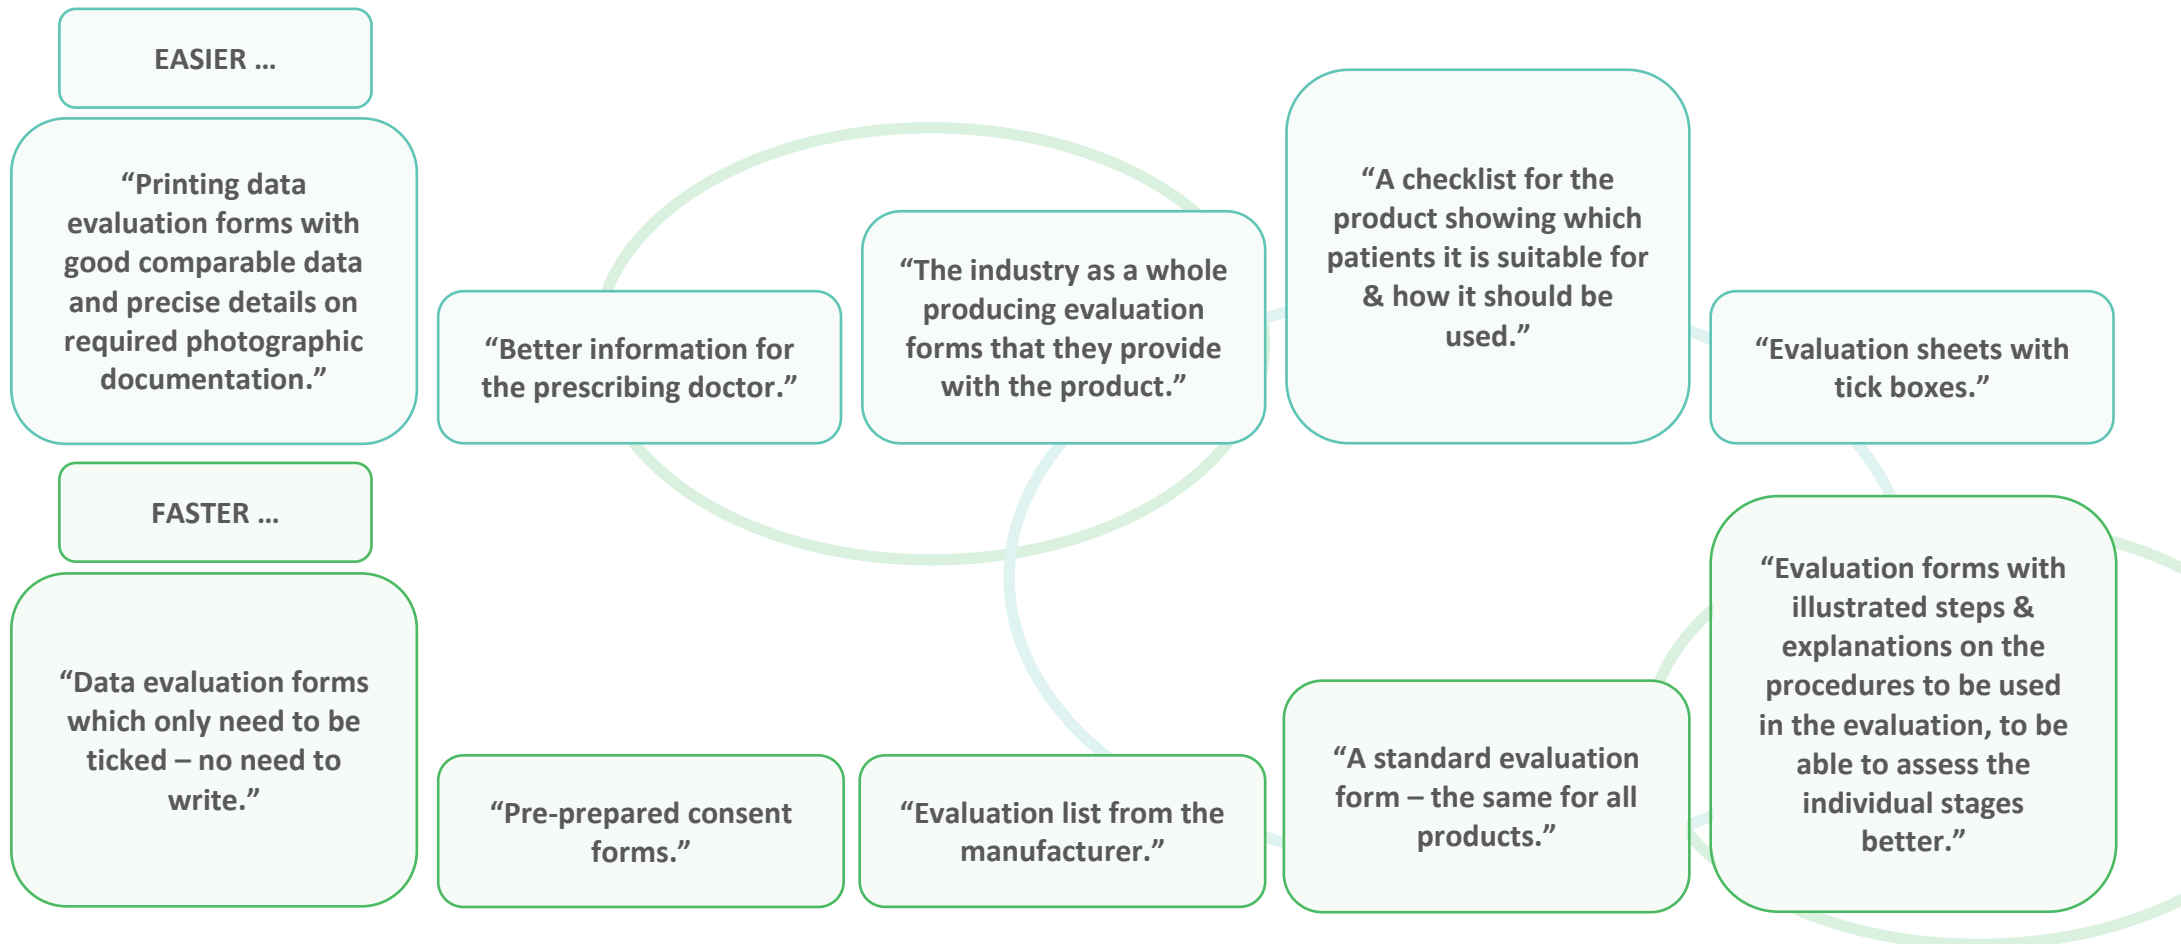 EASIER …
“Printing data
evaluation forms with
good comparable data
and precise details on
required photographic
documentation.”
“Better information for
the prescribing doctor.”
“The industry as a whole
producing evaluation
forms that they provide
with the product.”
“A checklist for the
product showing which
patients it is suitable for
& how it should be
used.”
“Evaluation sheets with
tick boxes.”
FASTER …
“Data evaluation forms
which only need to be
ticked – no need to
write.”
“Pre-prepared consent
forms.”
“Evaluation list from the
manufacturer.”
“A standard evaluation
form – the same for all
products.”
“Evaluation forms with
illustrated steps &
explanations on the
procedures to be used
in the evaluation, to be
able to assess the
individual stages
better.”